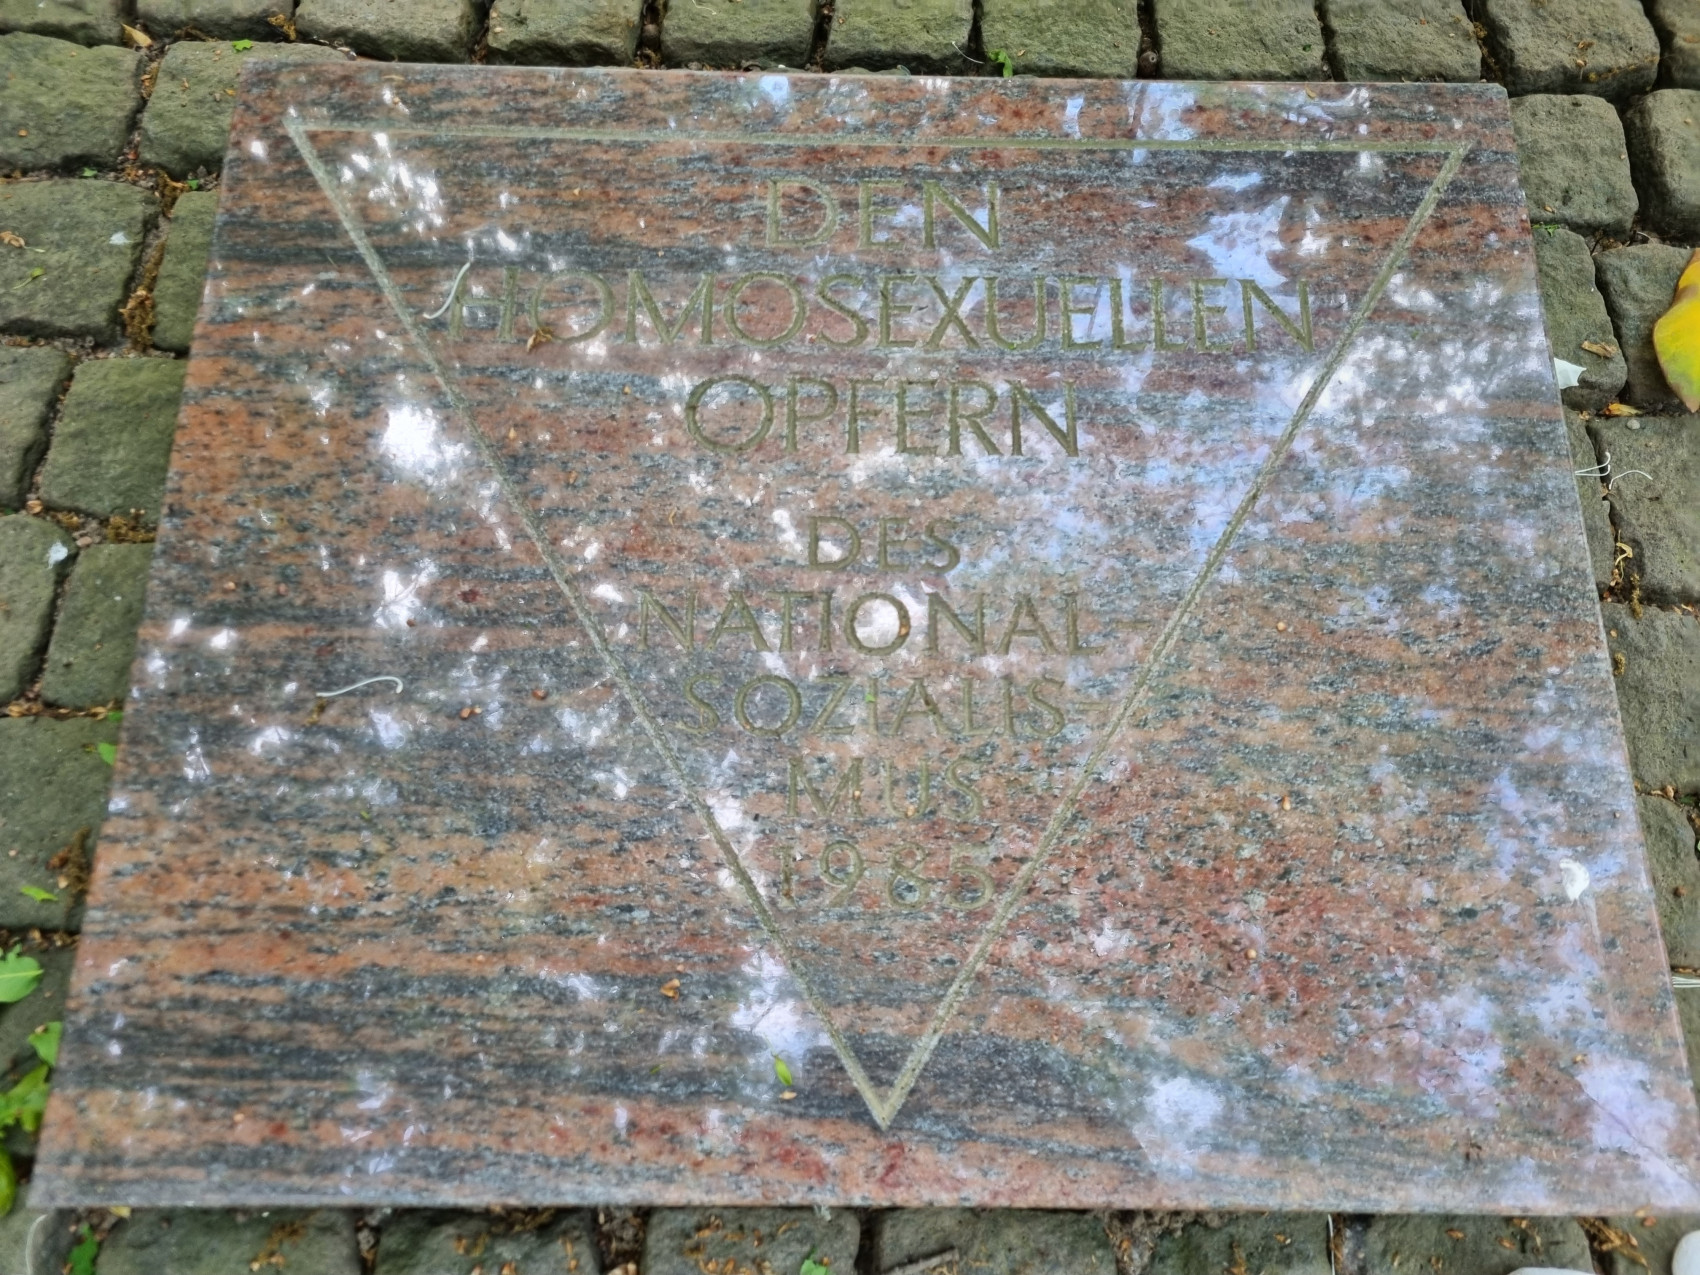 DEN
HOMOSEXUELLEN
OPFERN
DES
NATIONAL-
SOZIALIS-
MUS
1985